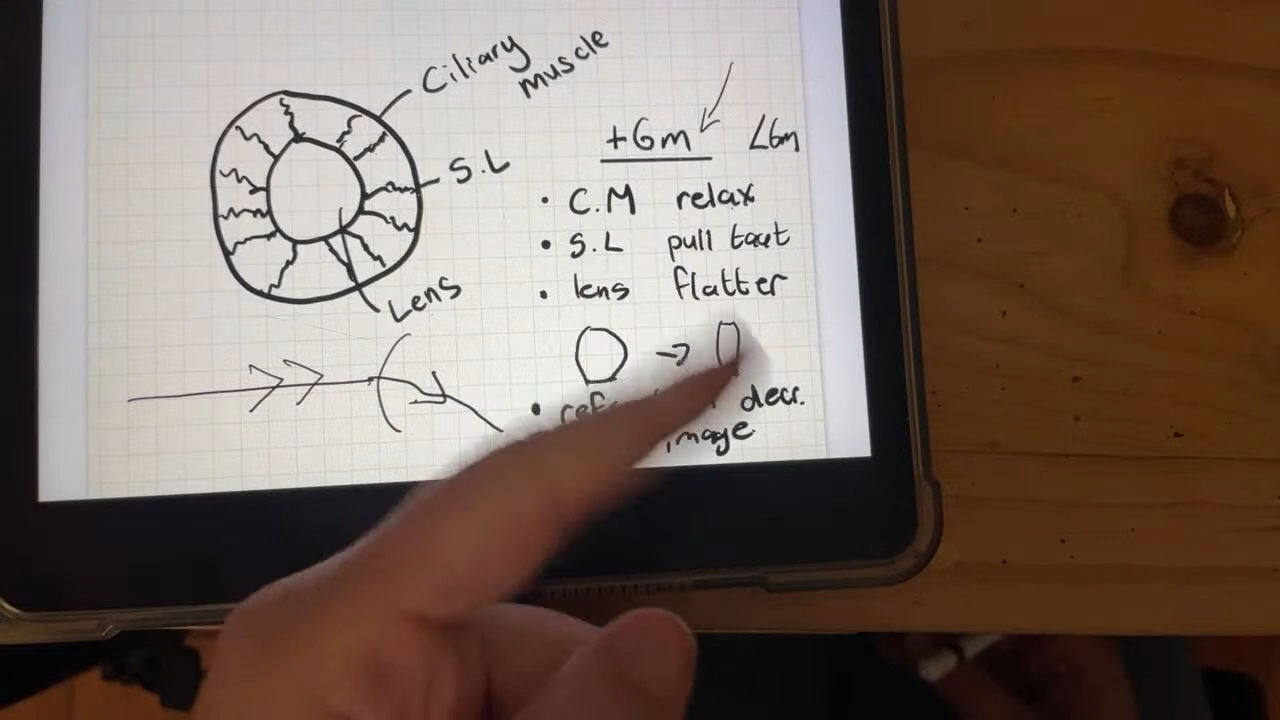 Ciliary
muscle
S.L
Lens
+6m <6m
• C.M relax
• S.L pull taut
• lens flatter
• decr.
image